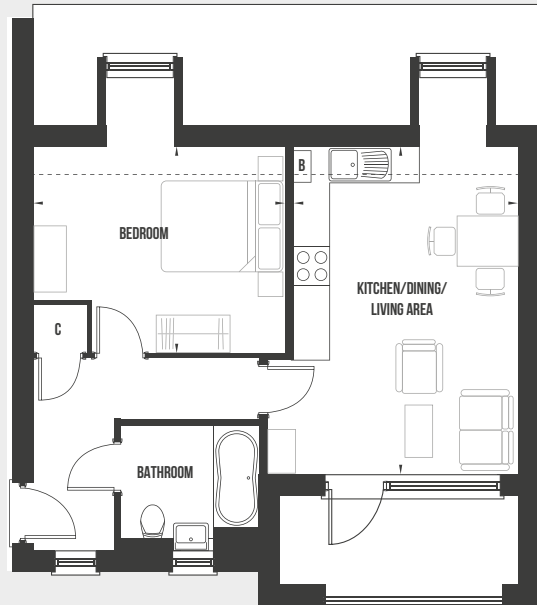 B
BEDROOM
KITCHEN/DINING/
LIVING AREA
C
BATHROOM